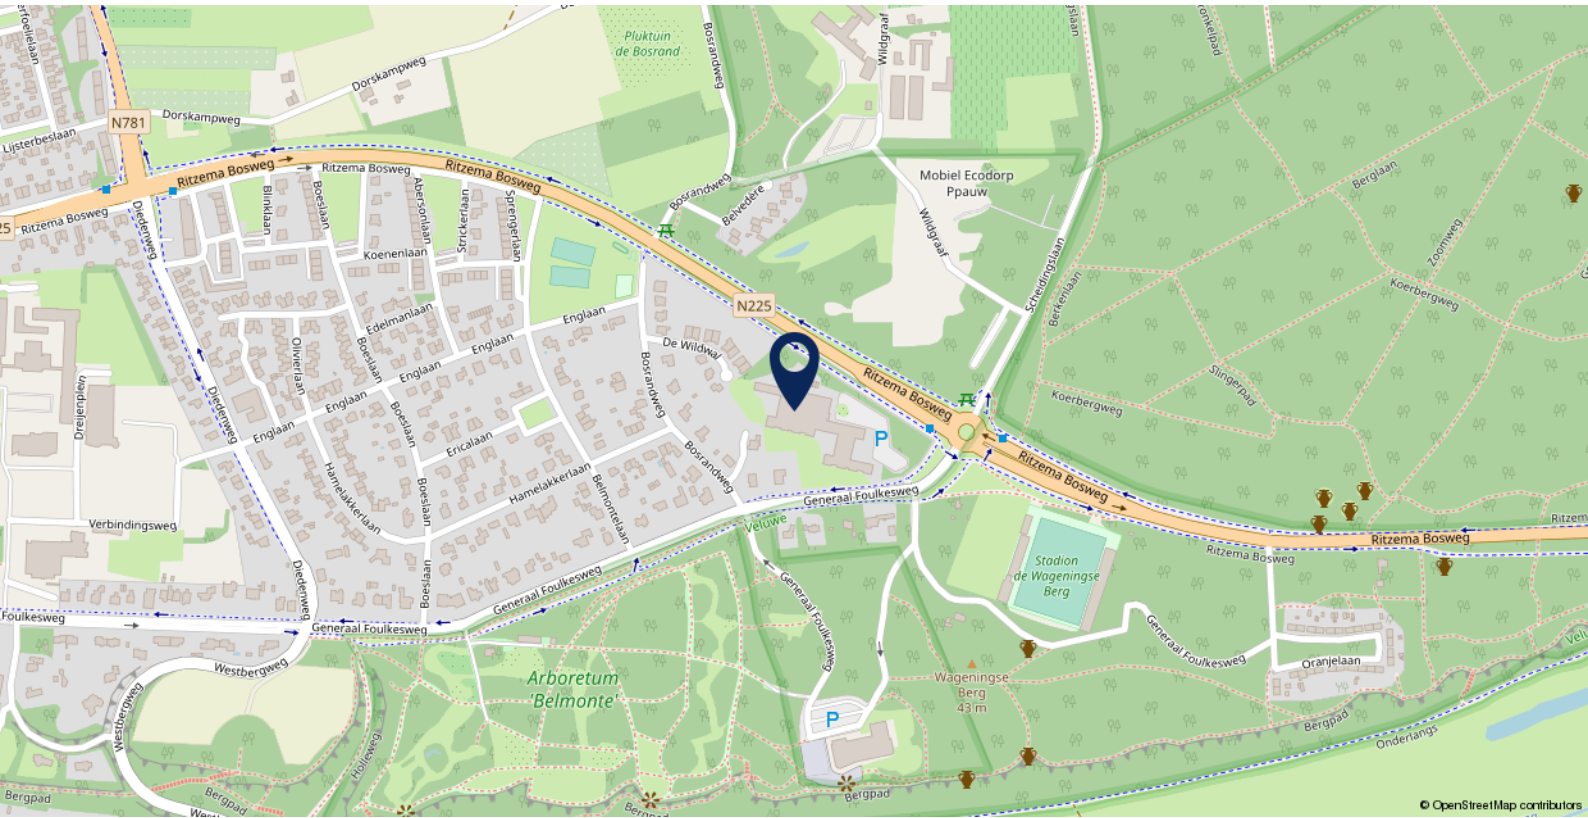 Pluktuin
de Bosrand
Bosrandweg
Wildgraaf
Dorskampweg
N781
Dorskampweg
Lijsterbeslaan
Ritzema Bosweg
Ritzema Bosweg
Ritzema Bosweg
Ritzema Bosweg
Diedenweg
Blinklaan
Boeslaan
Abersonlaan
Strickerlaan
Sprengerlaan
Koenenlaan
Bosrandweg
Belvedère
Mobiel Ecodorp
Ppauw
Wildgraaf
Scheidingslaan
Berkenlaan
Berglaan
Zoomweg
Koerbergweg
N225
Edelmanlaan
Olivierlaan
Boeslaan
Englaan
Englaan
Englaan
Englaan
Englaan
De Wildwal
Bosrandweg
Ritzema Bosweg
Slingerpad
Koerbergweg
Dreijenplein
Diedenweg
Boeslaan
Ericalaan
P
Bosrandweg
Hamelakkerlaan
Hamelakkerlaan
Belmontelaan
Boeslaan
Ritzema Bosweg
Generaal Foulkesweg
Veluwe
Verbindingsweg
Ritzema Bosweg
Ritzema Bosweg
Stadion
de Wageningse
Berg
Diedenweg
Boeslaan
Generaal Foulkesweg
Generaal Foulkesweg
Foulkesweg
Generaal Foulkesweg
Generaal Foulkesweg
Oranjelaan
Westbergweg
Westbergweg
Arboretum
'Belmonte'
Wageningse
Berg
43 m
P
Holleweg
Bergpad
Onderlangs
Bergpad
Bergpad
Bergpad
© OpenStreetMap contributors